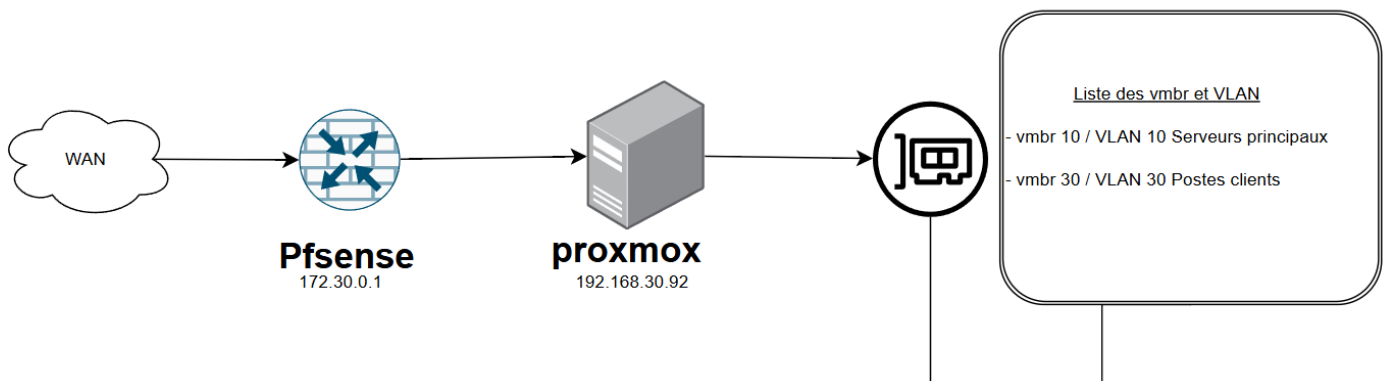 WAN
Pfsense
172.30.0.1
proxmox
192.168.30.92
Liste des vmbr et VLAN
- vmbr 10 / VLAN 10 Serveurs principaux
- vmbr 30 / VLAN 30 Postes clients